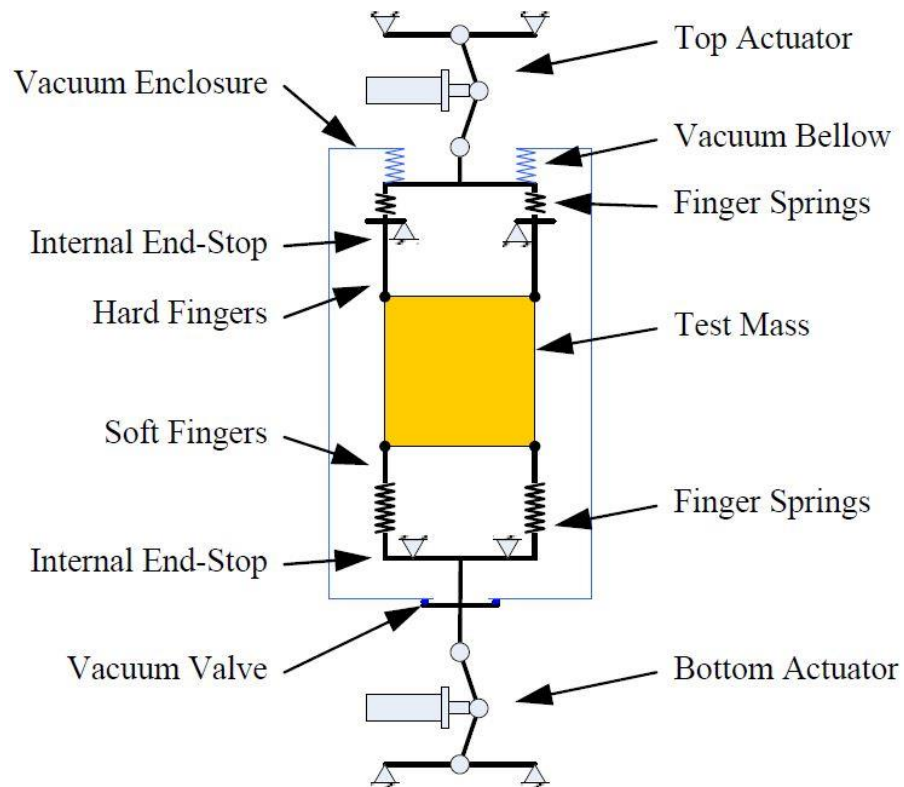 Top Actuator
Vacuum Enclosure
Vacuum Bellow
Finger Springs
Internal End-Stop
Hard Fingers
Test Mass
Soft Fingers
Finger Springs
Internal End-Stop
Vacuum Valve
Bottom Actuator